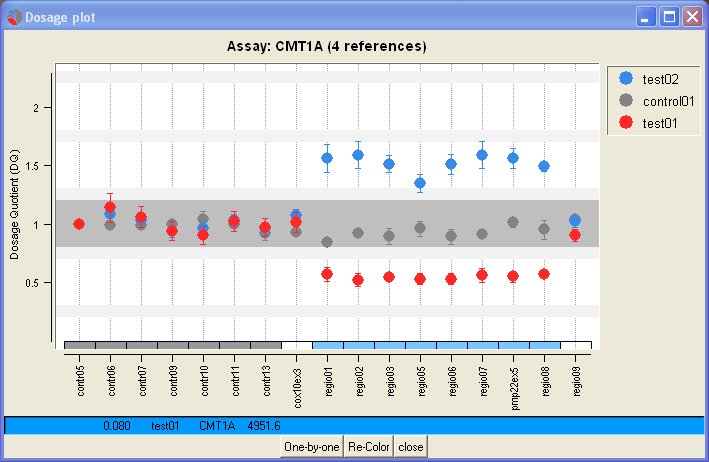 Dosage plot
Assay: CMT1A (4 references)
Dosage Quotient (DQ)
2
1.5
1
0.5
test02
control01
test01
contr05
contr06
contr07
contr09
contr10
contr11
contr13
cox10ex3
regio01
regio02
regio03
regio05
regio06
regio07
pmp22ex5
regio08
regio09
0.080 test01 CMT1A 4951.6
One-by-one Re-Color close